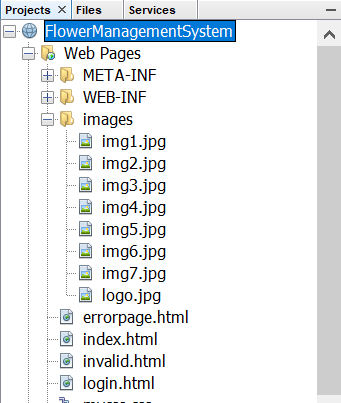 Projects × Files Services
FlowerManagementSystem
Web Pages
META-INF
WEB-INF
images
img1.jpg
img2.jpg
img3.jpg
img4.jpg
img5.jpg
img6.jpg
img7.jpg
logo.jpg
errorpage.html
index.html
invalid.html
login.html